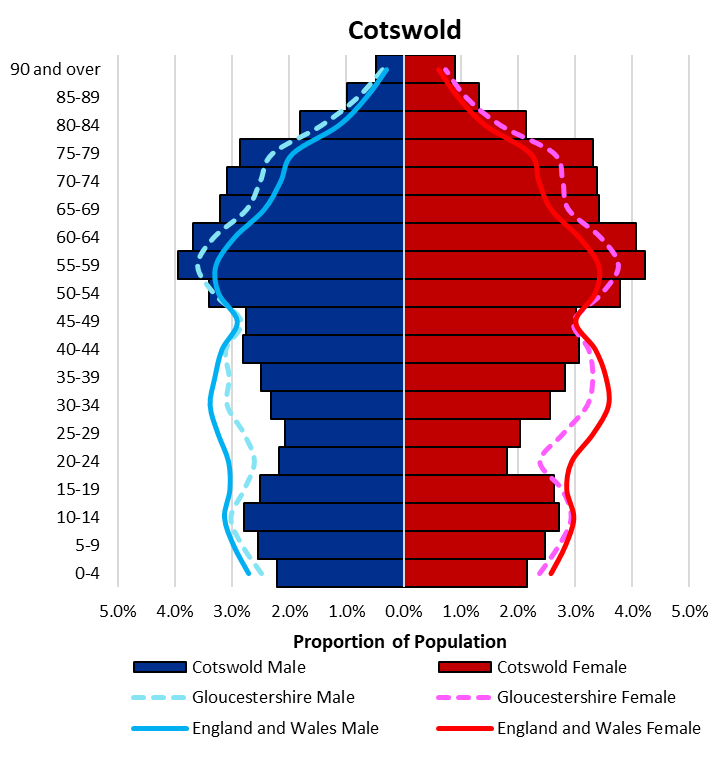 Cotswold
90 and over
85-89
80-84
75-79
70-74
65-69
60-64
55-59
50-54
45-49
40-44
35-39
30-34
25-29
20-24
15-19
10-14
5-9
0-4
5.0% 4.0% 3.0% 2.0% 1.0% 0.0% 1.0% 2.0% 3.0% 4.0% 5.0%
Proportion of Population
Cotswold Male Cotswold Female
Gloucestershire Male Gloucestershire Female
England and Wales Male England and Wales Female